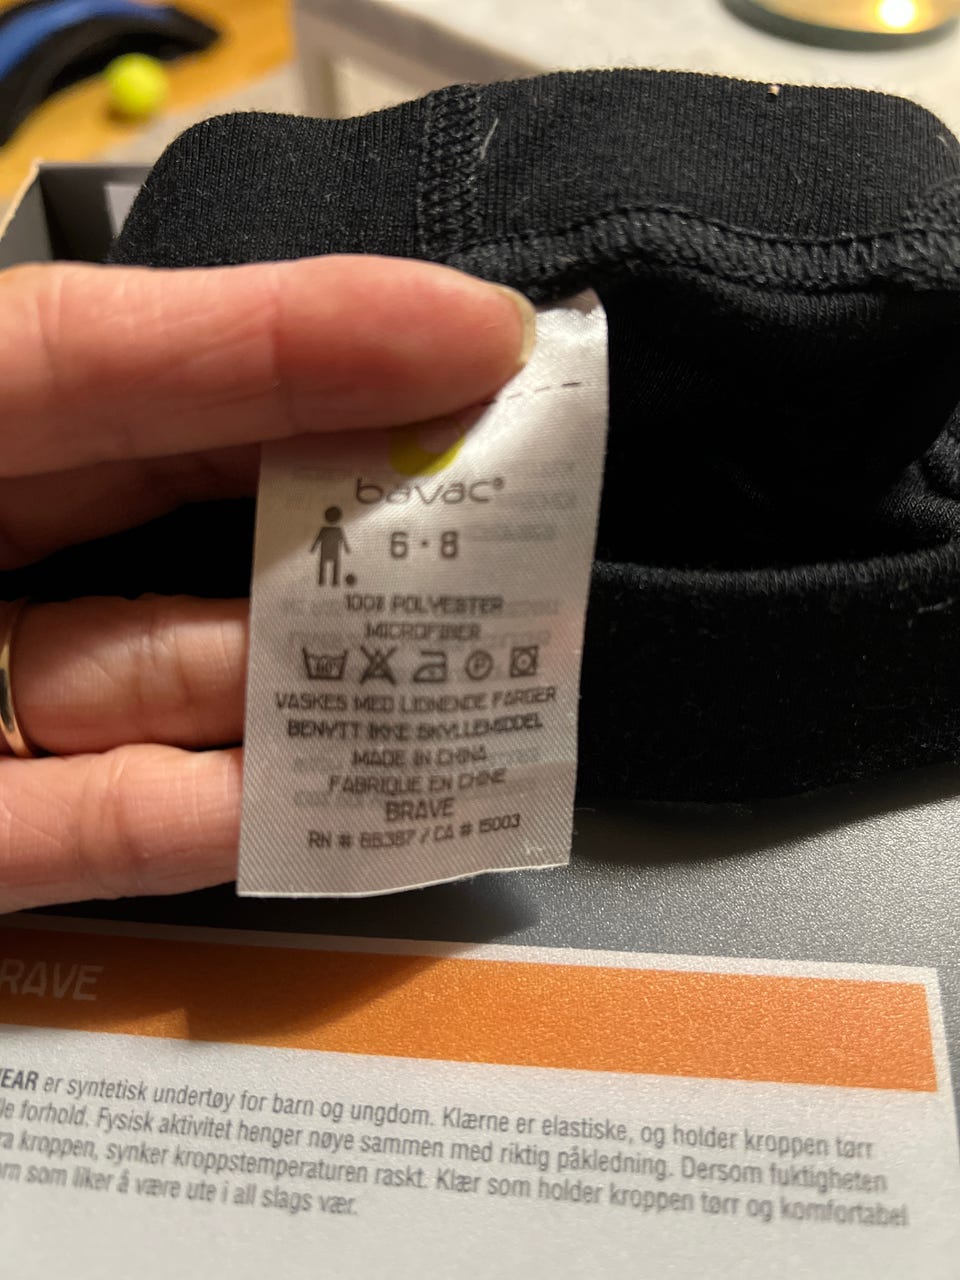 bavac®
6 - 8
100% POLYESTER
MICROFIBER
40°
P
VASKES MED LIGNENDE FARGER
BENYTT IKKE SKYLLEMIDDEL
MADE IN CHINA
FABRIQUE EN CHINE
BRAVE
RN # 86387 / CA # 15003
RAVE
EAR er syntetisk undertøy for barn og ungdom. Klærne er elastiske, og holder kroppen tørr
le forhold. Fysisk aktivitet henger nøye sammen med riktig påkledning. Dersom fuktigheten
ra kroppen, synker kroppstemperaturen raskt. Klær som holder kroppen tørr og komfortabel
rn som liker å være ute i all slags vær.